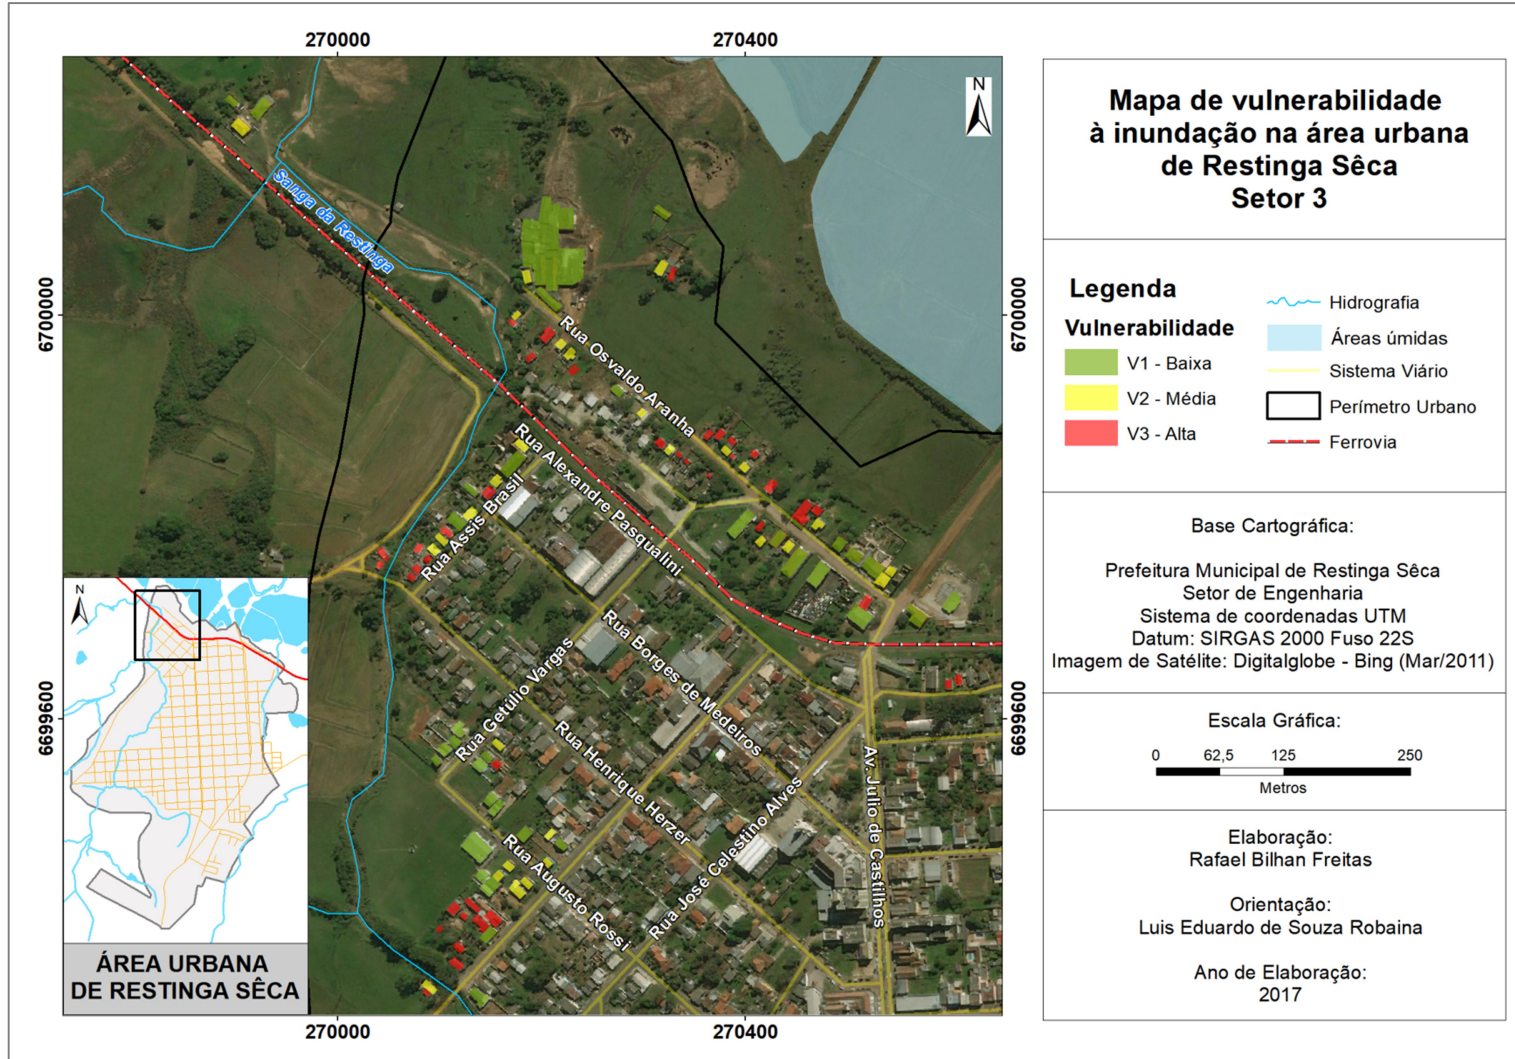 270000
270400
N
Sanga da Restinga
6700000
6700000
Rua Osvaldo Aranha
Rua Alexandre Pasqualini
Rua Assis Brasil
Rua Borges de Medeiros
Rua Getúlio Vargas
Rua Henrique Herzer
Rua José Celestino Alves
Av. Julio de Castilhos
Rua Augusto Rossi
6699600
6699600
N
ÁREA URBANA
DE RESTINGA SÊCA
270000
270400
Mapa de vulnerabilidade
à inundação na área urbana
de Restinga Sêca
Setor 3
Legenda
Vulnerabilidade
V1 - Baixa
V2 - Média
V3 - Alta
Hidrografia
Áreas úmidas
Sistema Viário
Perímetro Urbano
Ferrovia
Base Cartográfica:
Prefeitura Municipal de Restinga Sêca
Setor de Engenharia
Sistema de coordenadas UTM
Datum: SIRGAS 2000 Fuso 22S
Imagem de Satélite: Digitalglobe - Bing (Mar/2011)
Escala Gráfica:
0 62,5 125 250
Metros
Elaboração:
Rafael Bilhan Freitas
Orientação:
Luis Eduardo de Souza Robaina
Ano de Elaboração:
2017